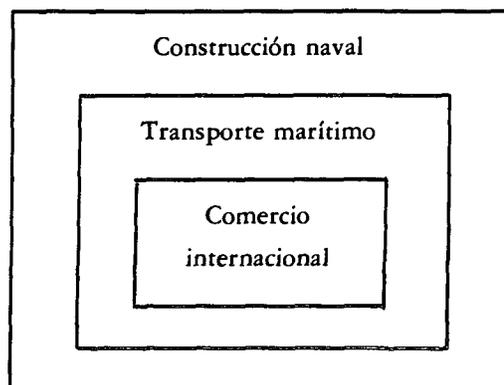 Construcción naval
Transporte marítimo
Comercio
internacional